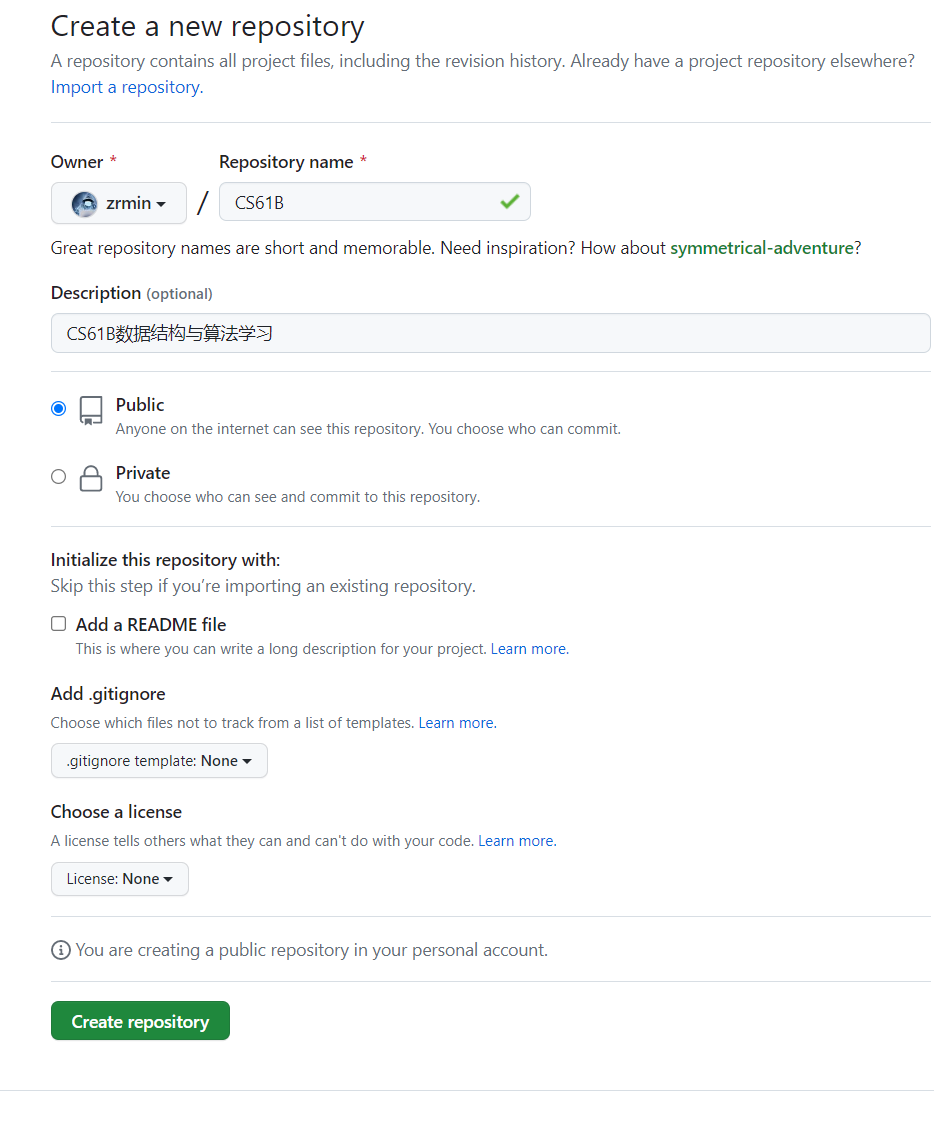 Create a new repository
A repository contains all project files, including the revision history. Already have a project repository elsewhere?
Import a repository.
Owner * Repository name *
zrmin / CS61B
Great repository names are short and memorable. Need inspiration? How about symmetrical-adventure?
Description (optional)
CS61B数据结构与算法学习
Public
Anyone on the internet can see this repository. You choose who can commit.
Private
You choose who can see and commit to this repository.
Initialize this repository with:
Skip this step if you’re importing an existing repository.
Add a README file
This is where you can write a long description for your project. Learn more.
Add .gitignore
Choose which files not to track from a list of templates. Learn more.
.gitignore template: None
Choose a license
A license tells others what they can and can't do with your code. Learn more.
License: None
You are creating a public repository in your personal account.
Create repository